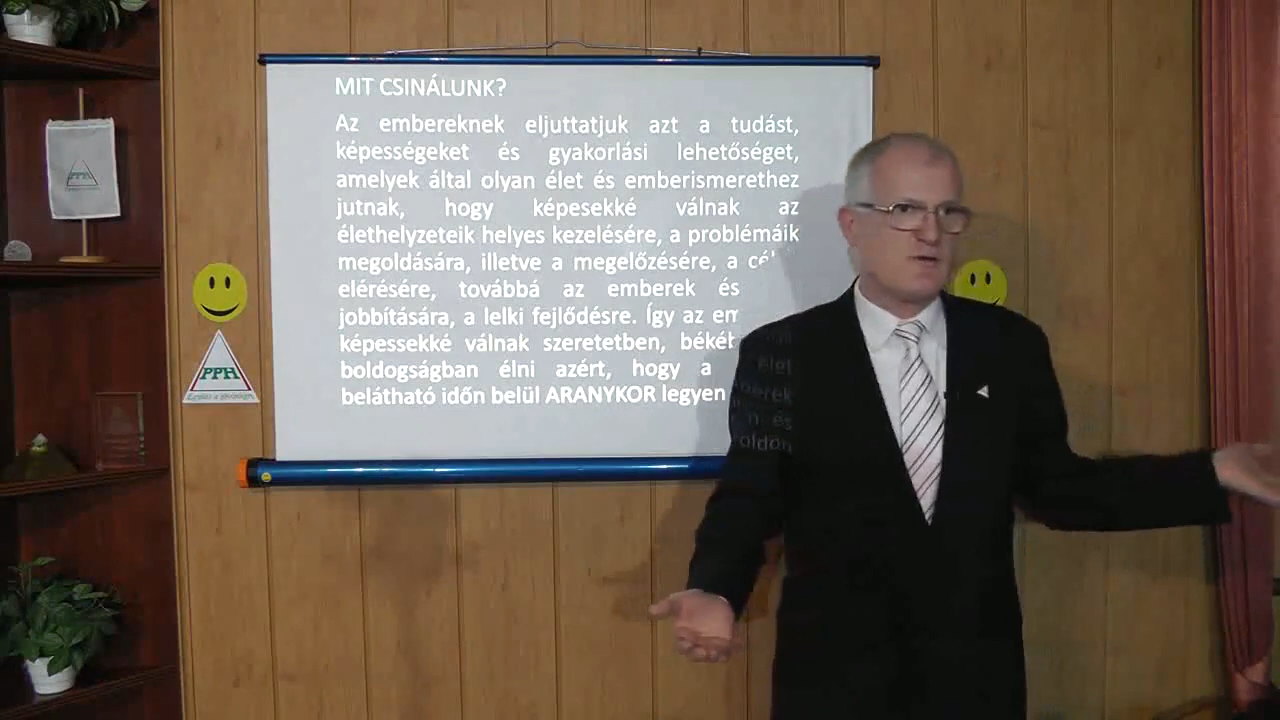 MIT CSINÁLUNK?
Az embereknek eljuttatjuk azt a tudást,
képességeket és gyakorlási lehetőséget,
amelyek által olyan élet és emberismerethez
jutnak, hogy képesekké válnak az
élethelyzeteik helyes kezelésére, a problémáik
megoldására, illetve a megelőzésére, a
elérésére, továbbá az emberek és
jobbítására, a lelki fejlődésre. Így az
képessekké válnak szeretetben,
boldogságban élni azért, hogy a
belátható időn belül ARANYKOR legyen
PPH
PPH